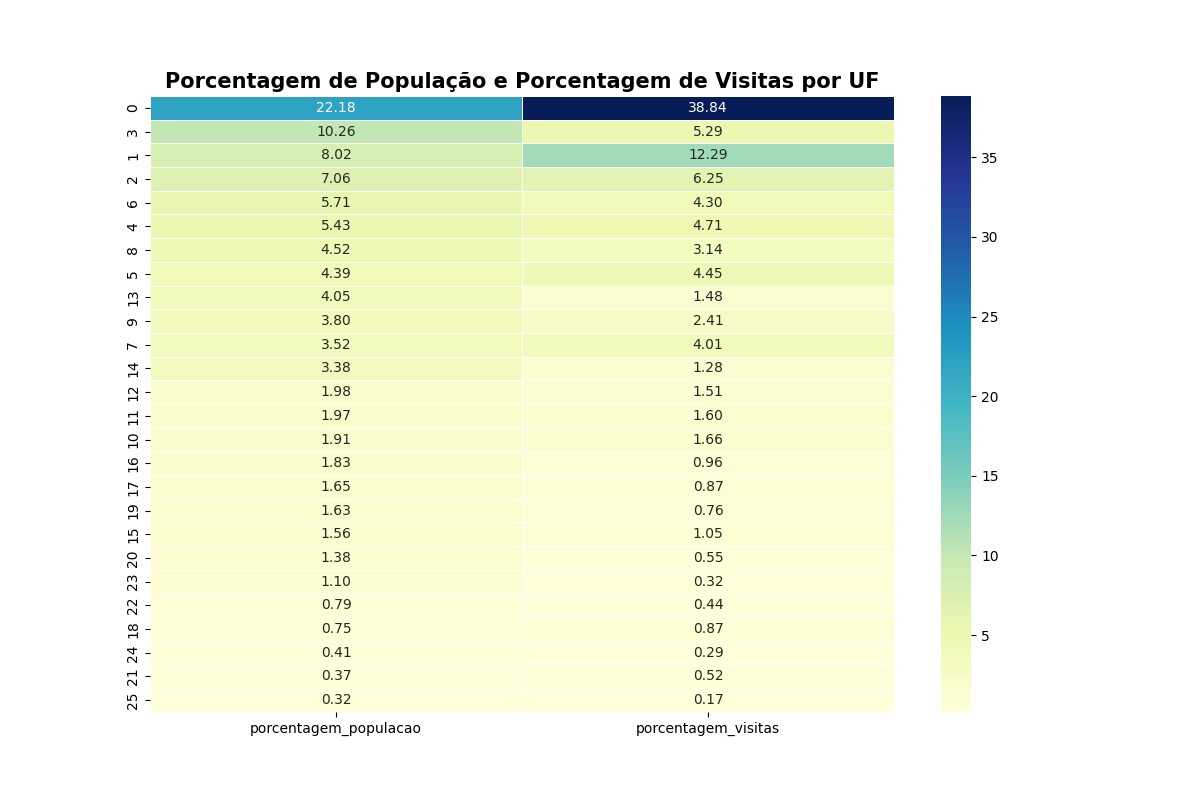 Porcentagem de População e Porcentagem de Visitas por UF
0 22.18 38.84
3 10.26 5.29
1 8.02 12.29
2 7.06 6.25
6 5.71 4.30
4 5.43 4.71
8 4.52 3.14
5 4.39 4.45
13 4.05 1.48
9 3.80 2.41
7 3.52 4.01
14 3.38 1.28
12 1.98 1.51
11 1.97 1.60
10 1.91 1.66
16 1.83 0.96
17 1.65 0.87
19 1.63 0.76
15 1.56 1.05
20 1.38 0.55
23 1.10 0.32
22 0.79 0.44
18 0.75 0.87
24 0.41 0.29
21 0.37 0.52
25 0.32 0.17
porcentagem_populacao porcentagem_visitas
35
30
25
20
15
10
5